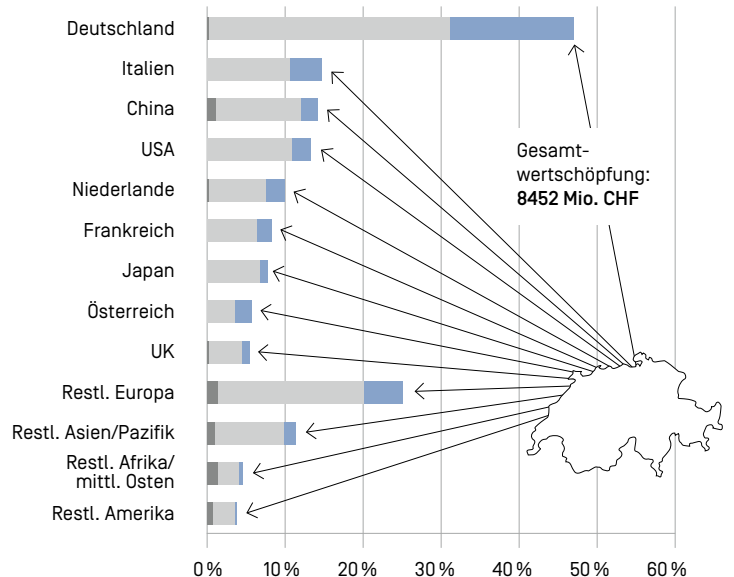 Deutschland
Italien
China
USA
Niederlande
Frankreich
Japan
Österreich
UK
Restl. Europa
Restl. Asien/Pazifik
Restl. Afrika/
mittl. Osten
Restl. Amerika
Gesamt-
wertschöpfung:
8452 Mio. CHF
0 % 10 % 20 % 30 % 40 % 50 % 60 %